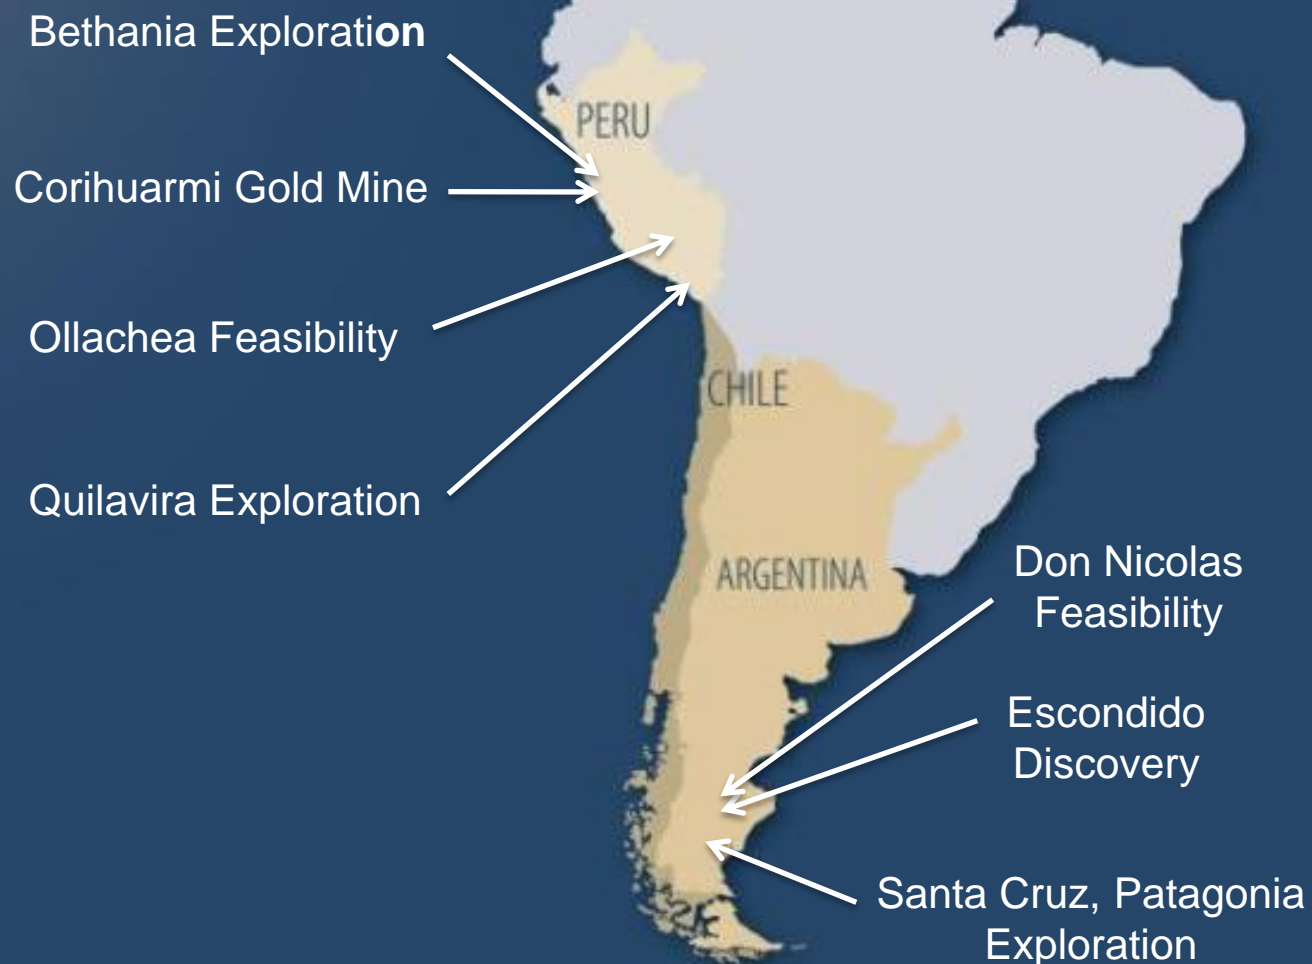 Bethania Exploration
PERU
Corihuarmi Gold Mine
Ollachea Feasibility
CHILE
Quilavira Exploration
ARGENTINA
Don Nicolas
Feasibility
Escondido
Discovery
Santa Cruz, Patagonia
Exploration